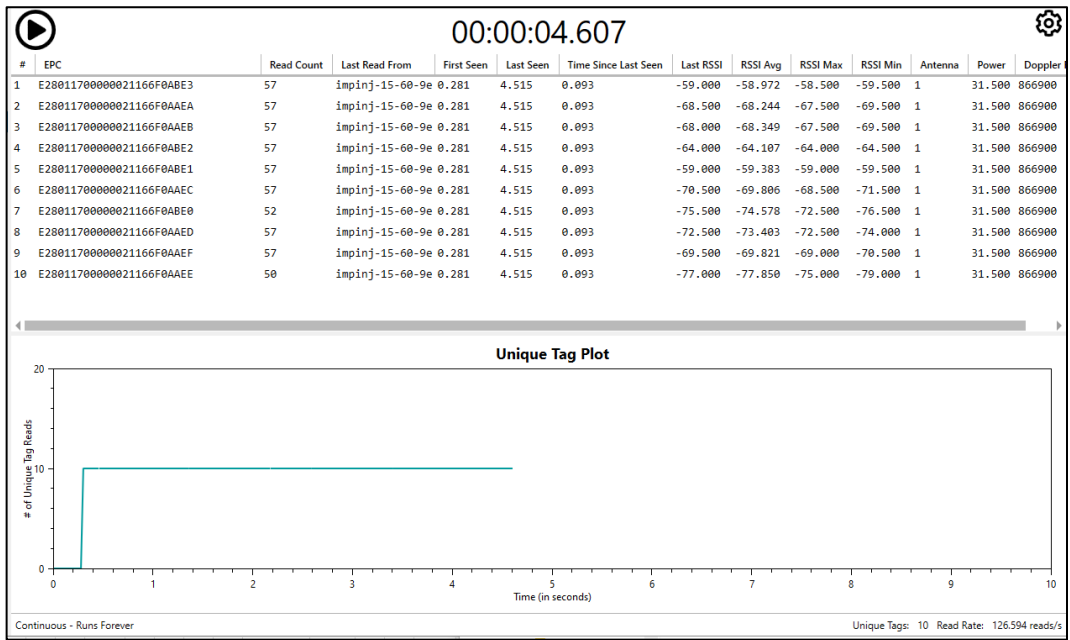 00:00:04.607
# EPC Read Count Last Read From First Seen Last Seen Time Since Last Seen Last RSSI RSSI Avg RSSI Max RSSI Min Antenna Power Doppler
1 E28011700000021166F0ABE3 57 impinj-15-60-9e 0.281 4.515 0.093 -59.000 -58.972 -58.500 -59.500 1 31.500 866900
2 E28011700000021166F0AAEA 57 impinj-15-60-9e 0.281 4.515 0.093 -68.500 -68.244 -67.500 -69.500 1 31.500 866900
3 E28011700000021166F0AAEB 57 impinj-15-60-9e 0.281 4.515 0.093 -68.000 -68.349 -67.500 -69.500 1 31.500 866900
4 E28011700000021166F0ABE2 57 impinj-15-60-9e 0.281 4.515 0.093 -64.000 -64.107 -64.000 -64.500 1 31.500 866900
5 E28011700000021166F0ABE1 57 impinj-15-60-9e 0.281 4.515 0.093 -59.000 -59.383 -59.000 -59.500 1 31.500 866900
6 E28011700000021166F0AAEC 57 impinj-15-60-9e 0.281 4.515 0.093 -70.500 -69.806 -68.500 -71.500 1 31.500 866900
7 E28011700000021166F0ABE0 52 impinj-15-60-9e 0.281 4.515 0.093 -75.500 -74.578 -72.500 -76.500 1 31.500 866900
8 E28011700000021166F0AAED 57 impinj-15-60-9e 0.281 4.515 0.093 -72.500 -73.403 -72.500 -74.000 1 31.500 866900
9 E28011700000021166F0AAEF 57 impinj-15-60-9e 0.281 4.515 0.093 -69.500 -69.821 -69.000 -70.500 1 31.500 866900
10 E28011700000021166F0AAEE 50 impinj-15-60-9e 0.281 4.515 0.093 -77.000 -77.850 -75.000 -79.000 1 31.500 866900
Unique Tag Plot
20
# of Unique Tag Reads
10
0
0 1 2 3 4 5 6 7 8 9 10
Time (in seconds)
Continuous - Runs Forever Unique Tags: 10 Read Rate: 126.594 reads/s